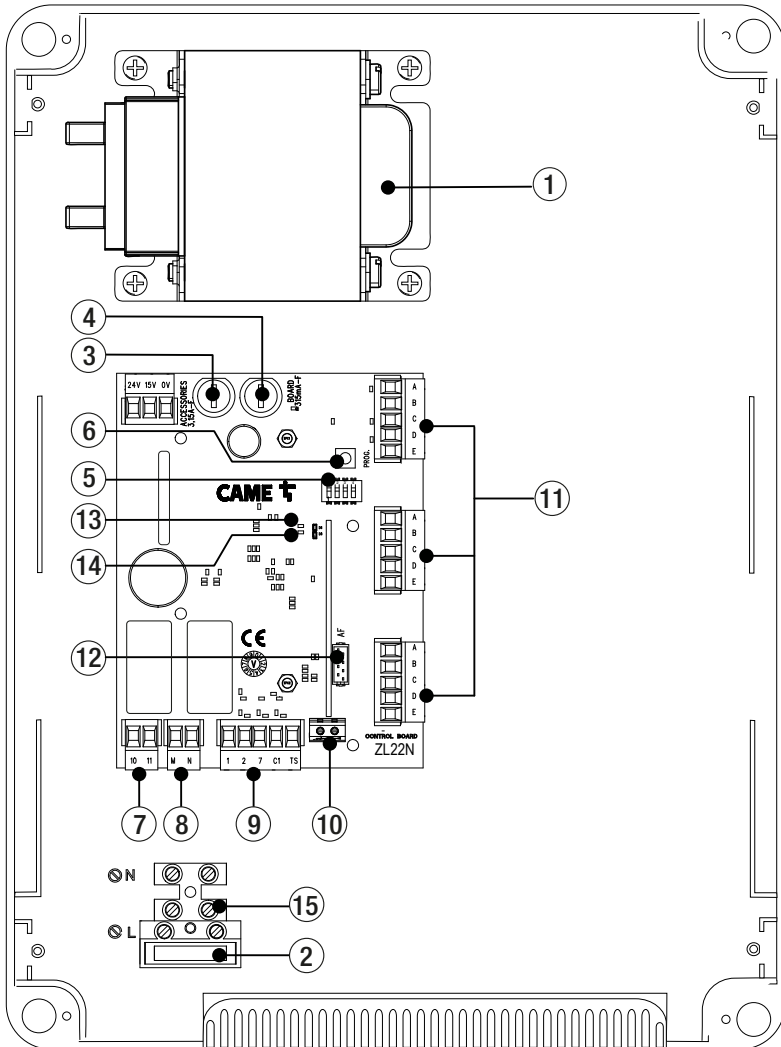 1
4
3
24V 15V 0V
ACCESSORIES
3,15A-F
BOARD
315mA-F
A
B
C
D
E
6
PROG.
5
CAME
11
13
14
A
B
C
D
E
AF
12
CE
V
A
B
C
D
E
CONTROL BOARD
ZL22N
10 11
M N
1 2 7 C1 TS
7
8
9
10
N
15
L
2